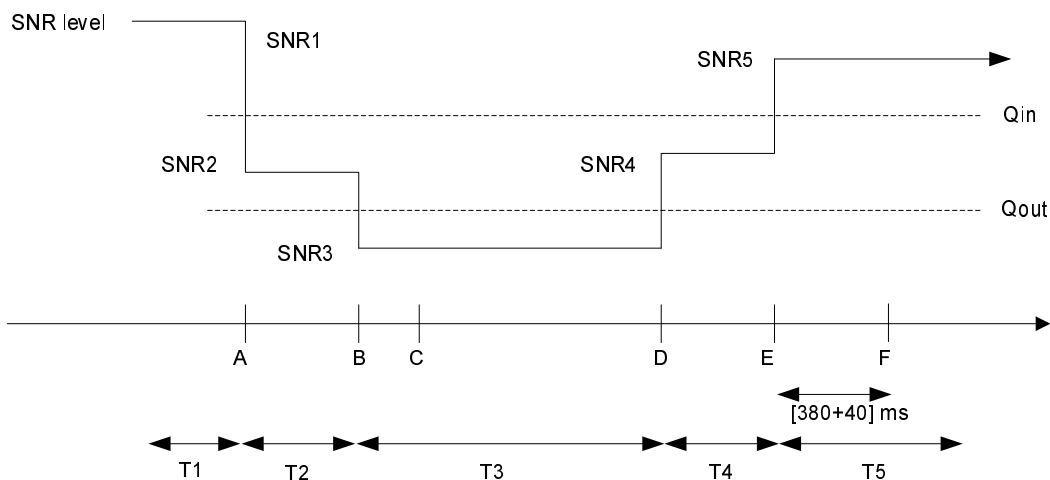 SNR level
SNR1
SNR5
Qin
SNR2
SNR4
Qout
SNR3
A
B
C
D
E
F
[380+40] ms
T1
T2
T3
T4
T5